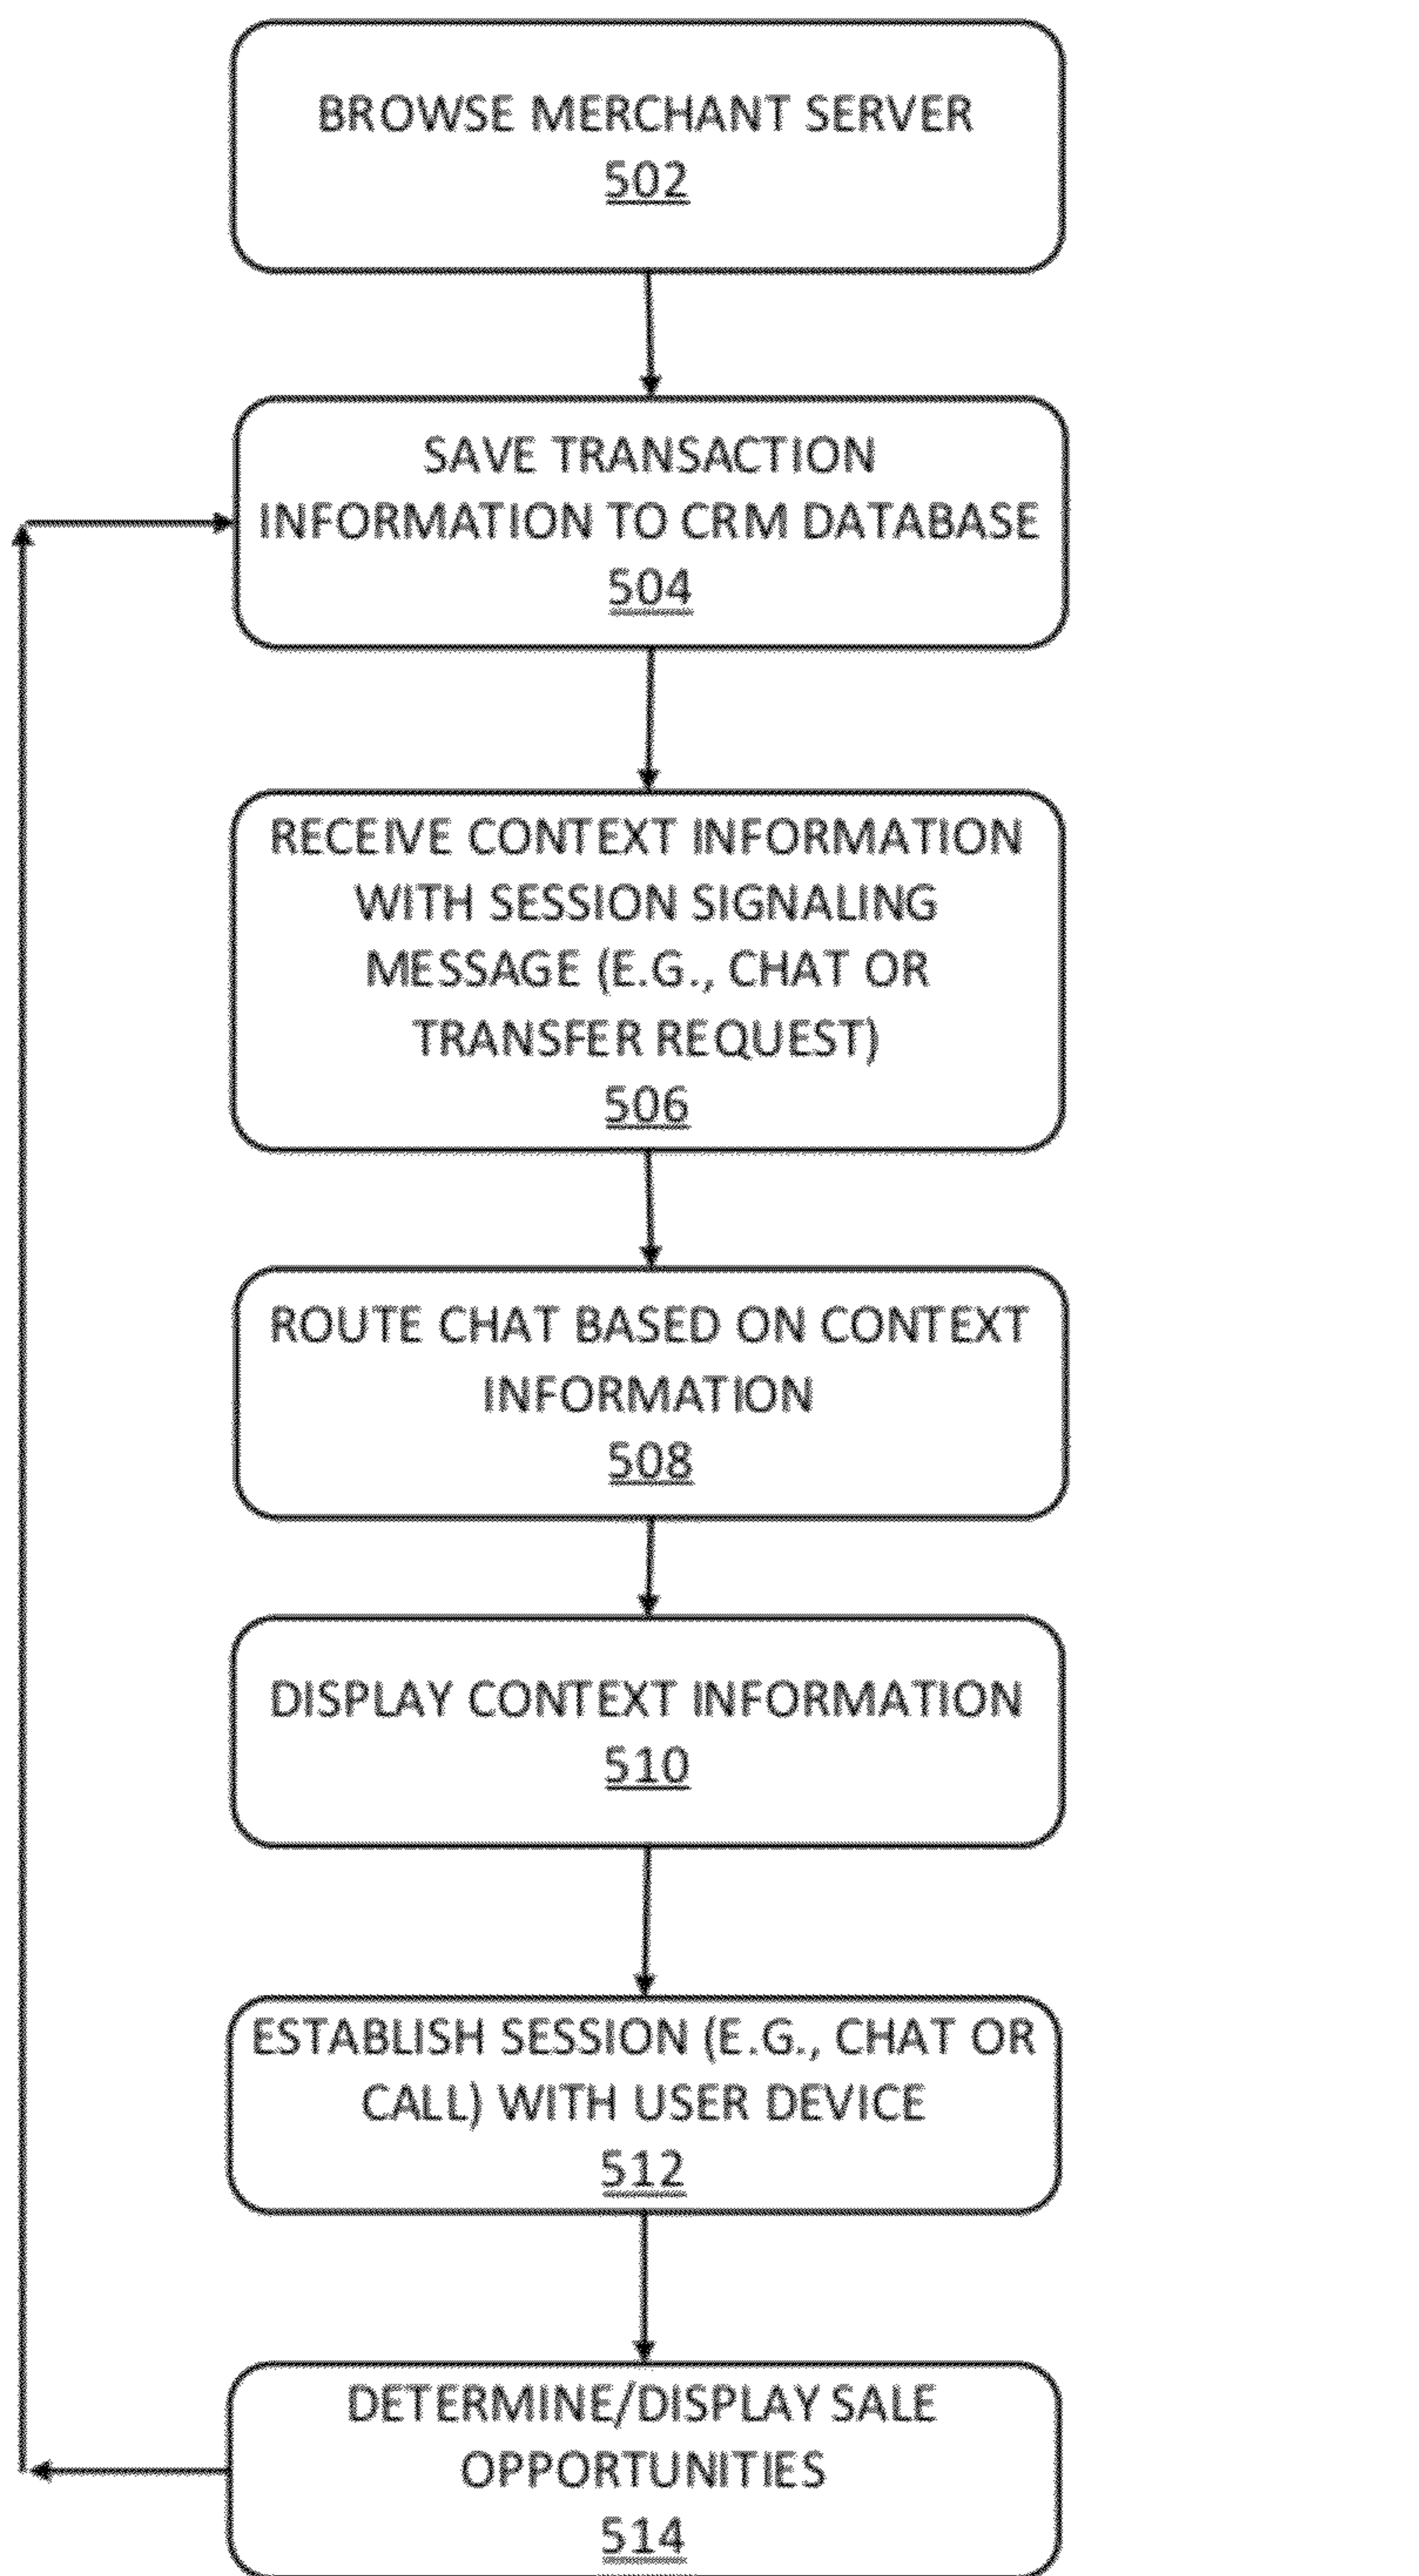 BROWSE MERCHANT SERVER
502
SAVE TRANSACTION
INFORMATION TO CRM DATABASE
504
RECEIVE CONTEXT INFORMATION
WITH SESSION SIGNALING
MESSAGE (E.G., CHAT OR
TRANSFER REQUEST)
506
ROUTE CHAT BASED ON CONTEXT
INFORMATION
508
DISPLAY CONTEXT INFORMATION
510
ESTABLISH SESSION (E.G., CHAT OR
CALL) WITH USER DEVICE
512
DETERMINE/DISPLAY SALE
OPPORTUNITIES
514